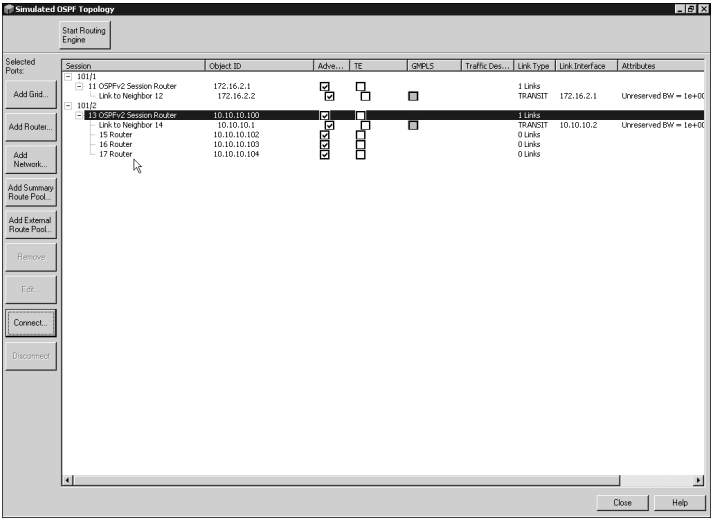 Simulated OSPF Topology
Start Routing
Engine
Selected
Ports:
Add Grid...
Add Router...
Add
Network...
Add Summary
Route Pool...
Add External
Route Pool...
Remove
Edit...
Connect...
Disconnect
Session Object ID Adve... TE GMPLS Traffic Des... Link Type Link Interface Attributes
101/1
11 OSPFv2 Session Router 172.16.2.1 1 Links
Link to Neighbor 12 172.16.2.2 TRANSIT 172.16.2.1 Unreserved BW = 1e+00
101/2
13 OSPFv2 Session Router 10.10.10.100 1 Links
Link to Neighbor 14 10.10.10.1 TRANSIT 10.10.10.2 Unreserved BW = 1e+00
15 Router 10.10.10.102 0 Links
16 Router 10.10.10.103 0 Links
17 Router 10.10.10.104 0 Links
Close Help